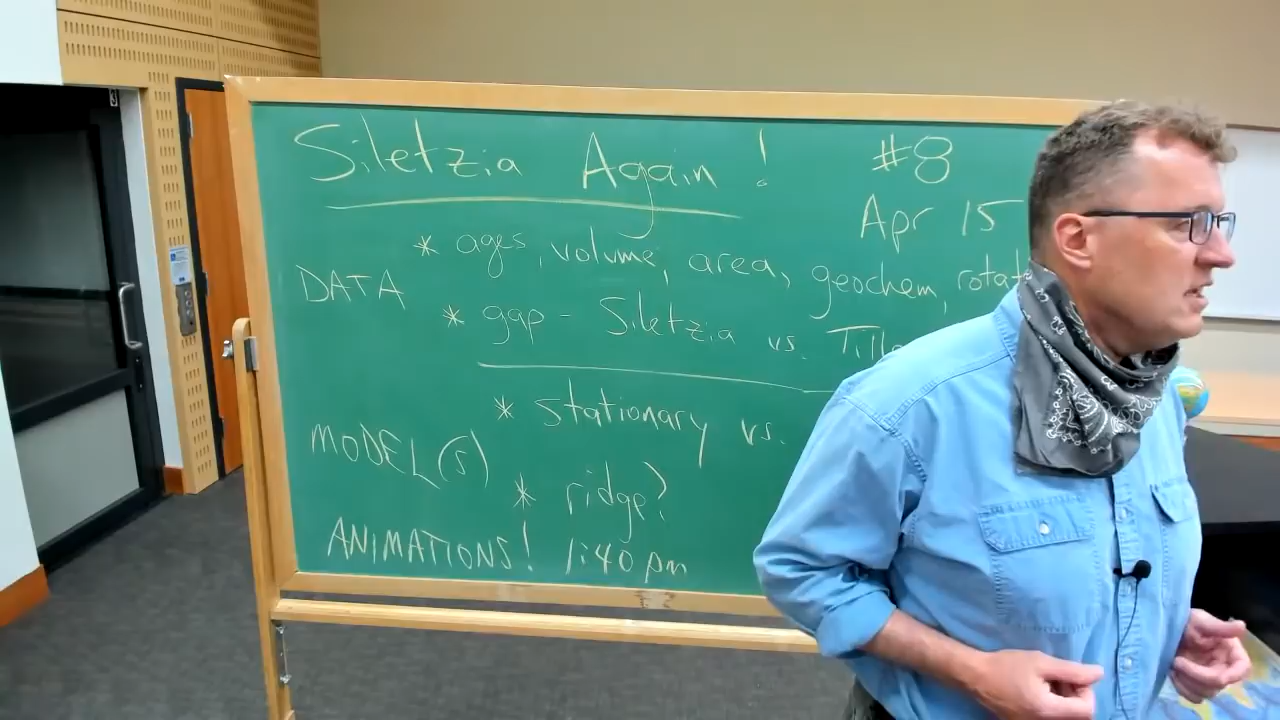 Siletzia Again! #8
Apr 15
* ages, volume, area, geochem, rotat
DATA
* gap - Siletzia vs. Till
* stationary vs.
MODEL(S)
* ridge?
ANIMATIONS! 1:40 pm